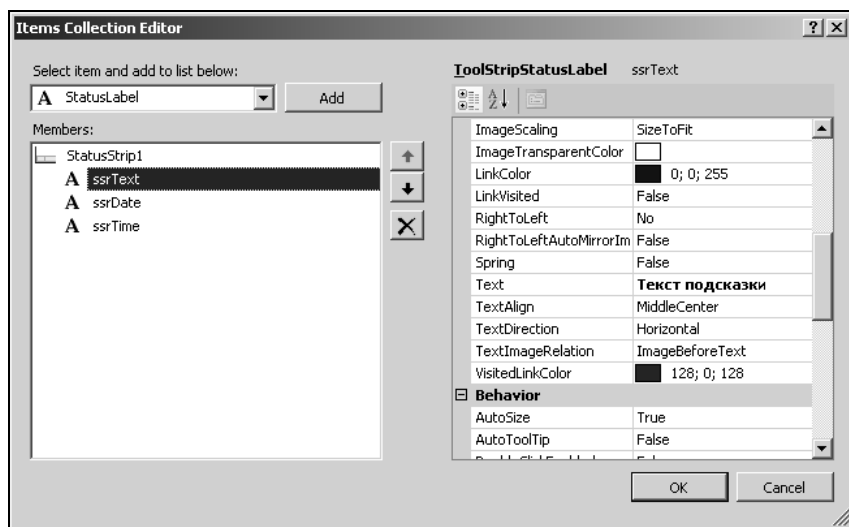 Items Collection Editor
Select item and add to list below:
A StatusLabel
Add
Members:
StatusStrip1
A ssrText
A ssrDate
A ssrTime
ToolStripStatusLabel ssrText
ImageScaling SizeToFit
ImageTransparentColor
LinkColor 0; 0; 255
LinkVisited False
RightToLeft No
RightToLeftAutoMirrorIm False
Spring False
Text Текст подсказки
TextAlign MiddleCenter
TextDirection Horizontal
TextImageRelation ImageBeforeText
VisitedLinkColor 128; 0; 128
Behavior
AutoSize True
AutoToolTip False
OK
Cancel